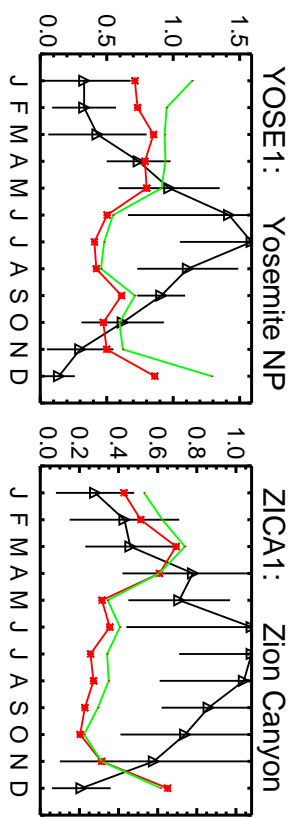 YOSE1: Yosemite NP
0.0 0.5 1.0 1.5
J F M A M J J A S O N D
ZICA1: Zion Canyon
0.0 0.2 0.4 0.6 0.8 1.0
J F M A M J J A S O N D